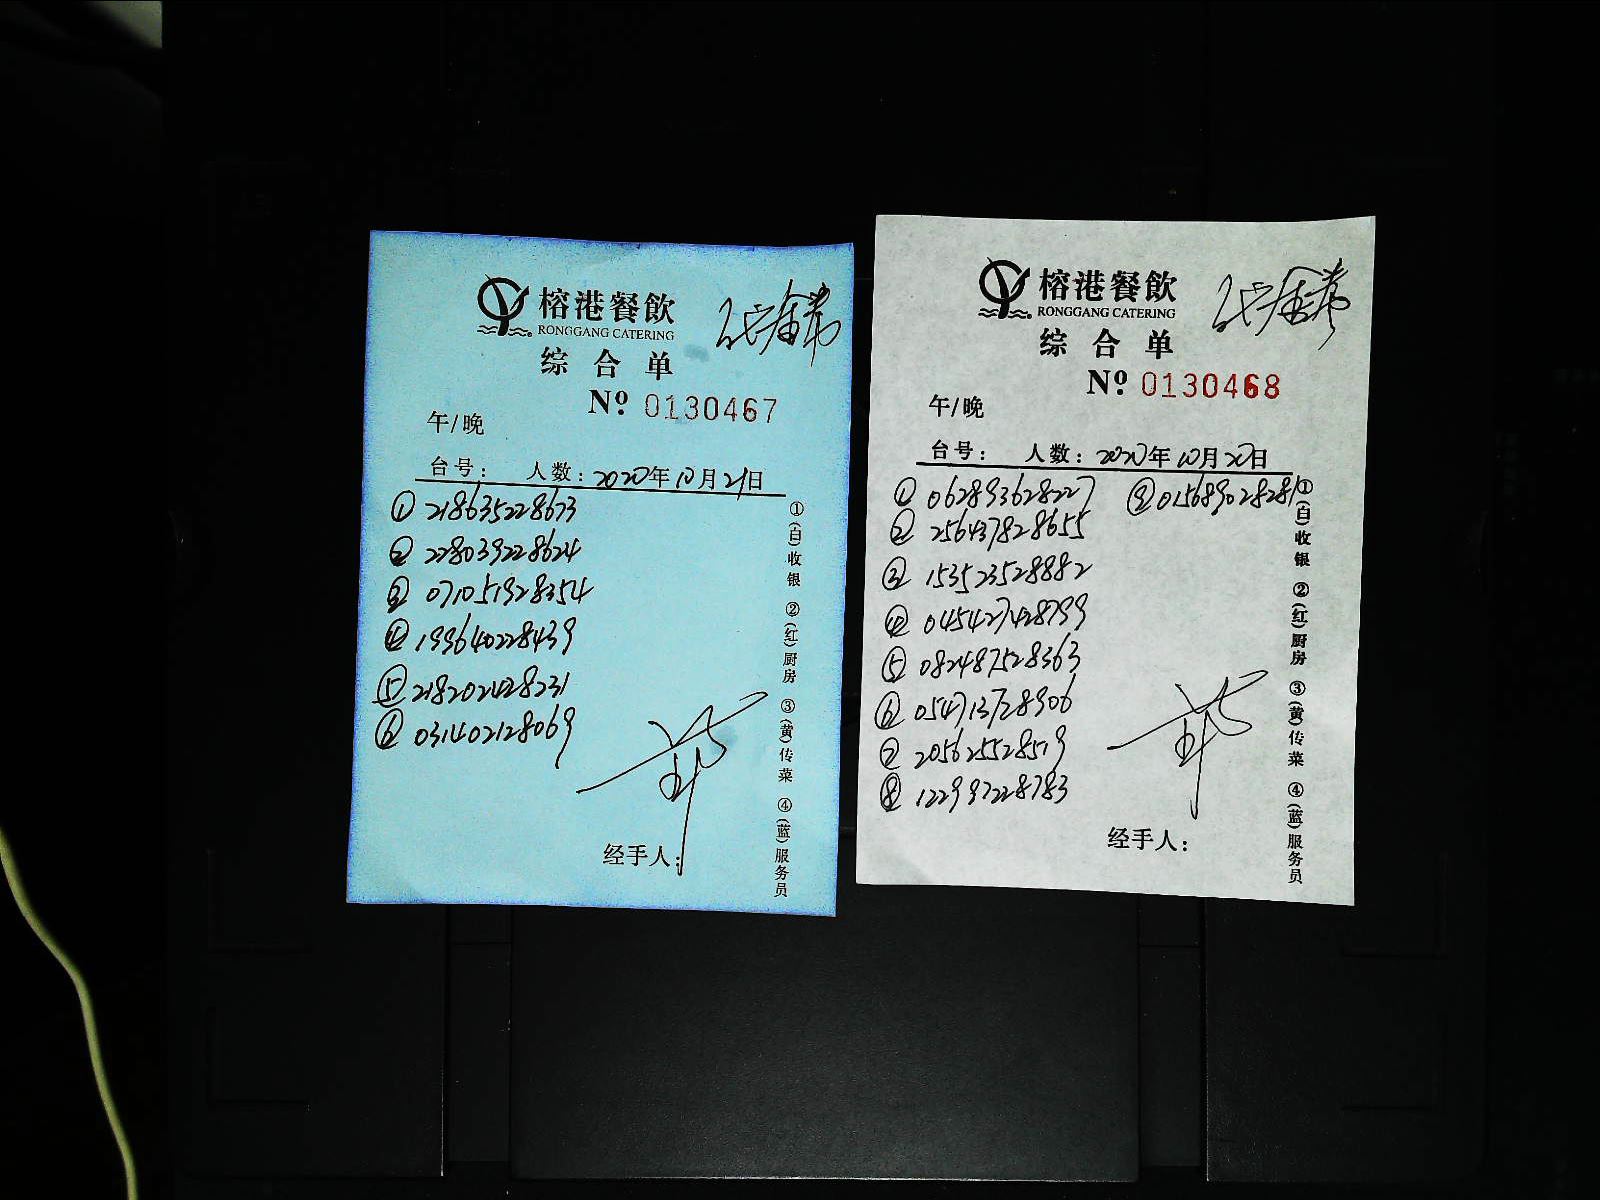 榕港餐飲
RONGGANG CATERING
综合单
Nº 0130467
午/晚
台号: 人数: 2020年10月21日
① 218635228673
② 228039228624
③ 071051928354
④ 199640228439
⑤ 218202428231
⑥ 031402128069
①(白)收银 ②(红)厨房 ③(黄)传菜 ④(蓝)服务员
经手人:
榕港餐飲
RONGGANG CATERING
综合单
Nº 0130468
午/晚
台号: 人数: 2020年10月20日
① 062893628227 ⑨ 015689028281
② 256437828655
③ 153523528882
④ 045427428799
⑤ 082487528363
⑥ 054713728906
⑦ 205625528519
⑧ 122997228783
①(白)收银 ②(红)厨房 ③(黄)传菜 ④(蓝)服务员
经手人: